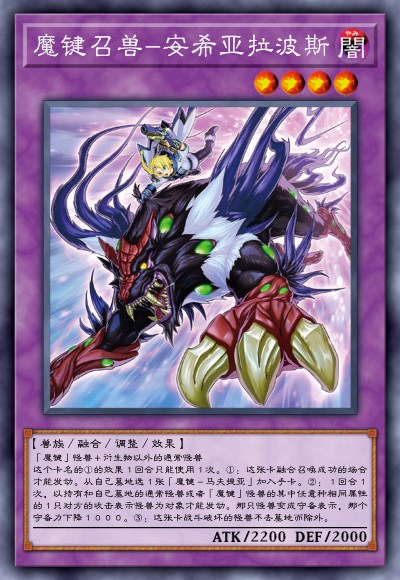 魔键召兽－安希亚拉波斯
闇
やみ
【兽族／融合／调整／效果】
「魔键」怪兽＋衍生物以外的通常怪兽
这个卡名的①的效果1回合只能使用1次。①：这张卡融合召唤成功的场合
才能发动。从自己墓地选1张「魔键－马夫提亚」加入手卡。②：1回合1
次，以持有和自己墓地的通常怪兽或者「魔键」怪兽的其中任意种相同属性
的1只对方的攻击表示怪兽为对象才能发动。那只怪兽变成守备表示，那个
守备力下降1000。③：这张卡战斗破坏的怪兽不去墓地而除外。
ATK/2200 DEF/2000